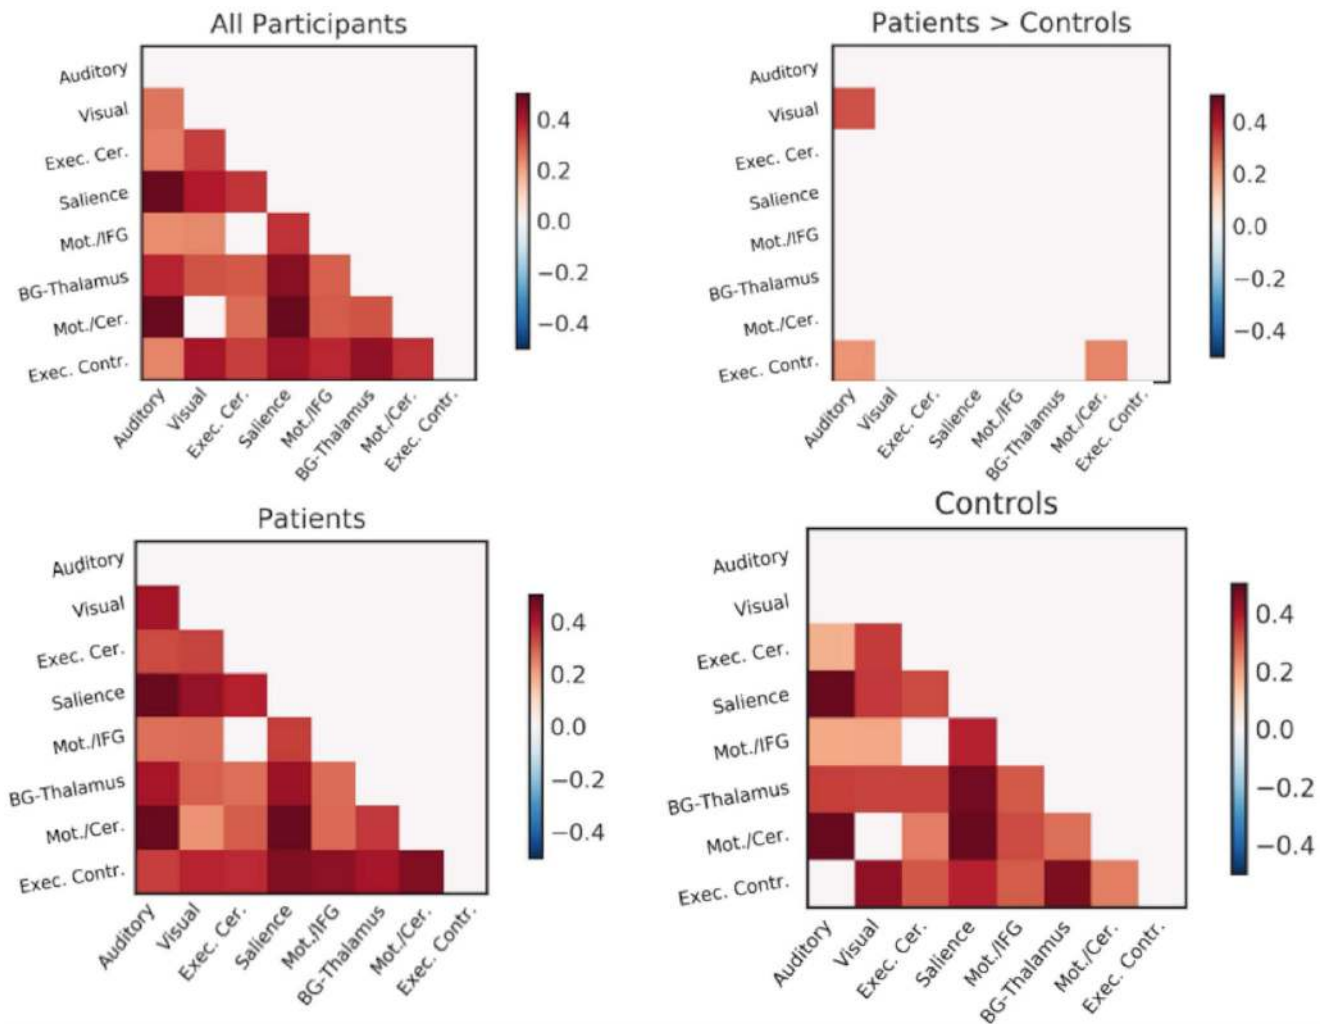 All Participants
Auditory
Visual
Exec. Cer.
Salience
Mot./IFG
BG-Thalamus
Mot./Cer.
Exec. Contr.
Auditory
Visual
Exec. Cer.
Salience
Mot./IFG
BG-Thalamus
Mot./Cer.
Exec. Contr.
0.4
0.2
0.0
−0.2
−0.4
Patients > Controls
Auditory
Visual
Exec. Cer.
Salience
Mot./IFG
BG-Thalamus
Mot./Cer.
Exec. Contr.
Auditory
Visual
Exec. Cer.
Salience
Mot./IFG
BG-Thalamus
Mot./Cer.
Exec. Contr.
0.4
0.2
0.0
−0.2
−0.4
Patients
Auditory
Visual
Exec. Cer.
Salience
Mot./IFG
BG-Thalamus
Mot./Cer.
Exec. Contr.
Auditory
Visual
Exec. Cer.
Salience
Mot./IFG
BG-Thalamus
Mot./Cer.
Exec. Contr.
0.4
0.2
0.0
−0.2
−0.4
Controls
Auditory
Visual
Exec. Cer.
Salience
Mot./IFG
BG-Thalamus
Mot./Cer.
Exec. Contr.
Auditory
Visual
Exec. Cer.
Salience
Mot./IFG
BG-Thalamus
Mot./Cer.
Exec. Contr.
0.4
0.2
0.0
−0.2
−0.4